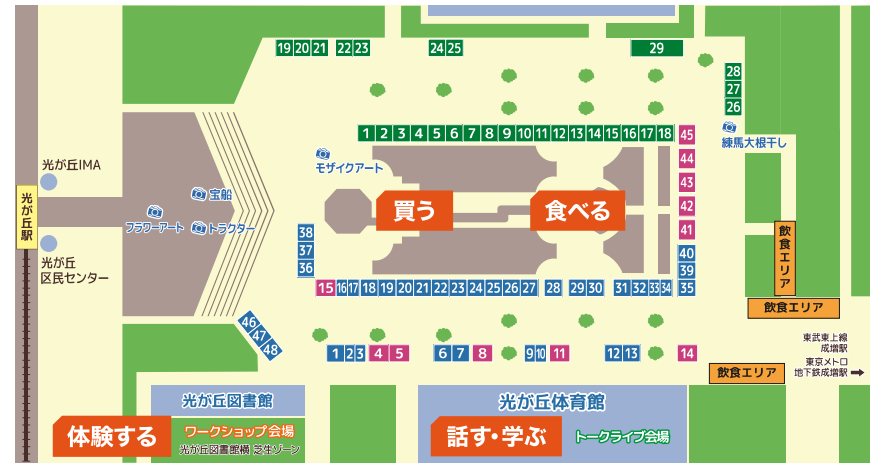 19 20 21 22 23 24 25 29
28
27
26
練馬大根干し
1 2 3 4 5 6 7 8 9 10 11 12 13 14 15 16 17 18
45
44
43
42
41
40
39
35
モザイクアート
光が丘IMA
光が丘駅
宝船
フラワーアート
トラクター
光が丘
区民センター
買う
食べる
38
37
36
15 16 17 18 19 20 21 22 23 24 25 26 27 28 29 30 31 32 33 34
飲食エリア
飲食エリア
46
47
48
1 2 3 4 5 6 7 8 9 10 11 12 13 14
東武東上線
成増駅
東京メトロ
地下鉄成増駅
飲食エリア
光が丘図書館
体験する
ワークショップ会場
光が丘図書館横 芝生ゾーン
光が丘体育館
話す・学ぶ
トークライブ会場